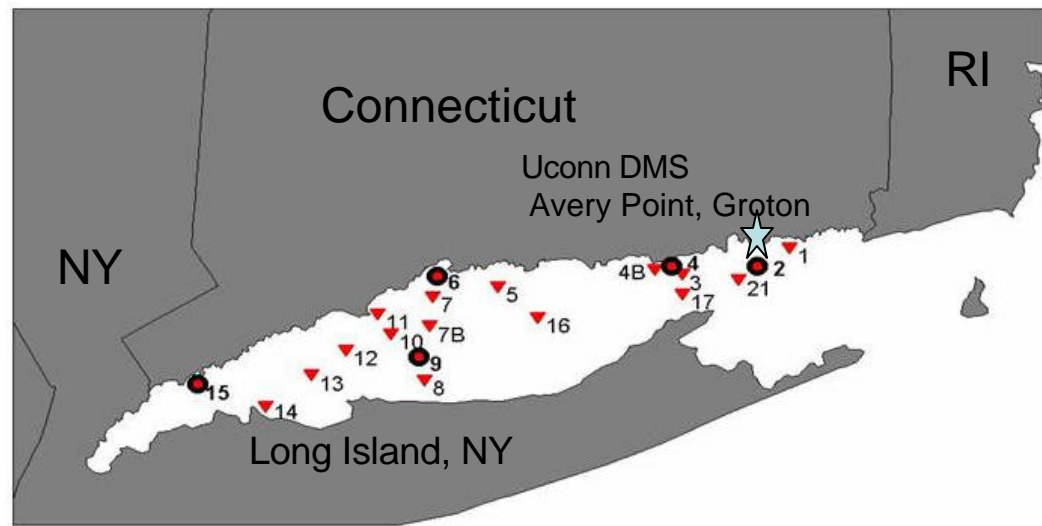 RI
Connecticut
Uconn DMS
Avery Point, Groton
NY
1
4B
4
2
3
21
6
5
17
7
16
11
7B
10
12
9
13
8
15
14
Long Island, NY